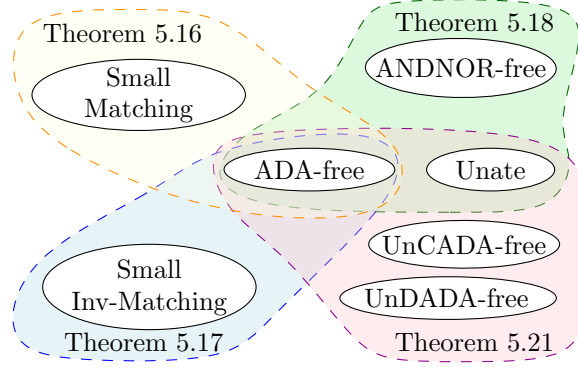 Theorem 5.16
Theorem 5.18
Small
Matching
ANDNOR-free
ADA-free
Unate
UnCADA-free
Small
Inv-Matching
UnDADA-free
Theorem 5.17
Theorem 5.21